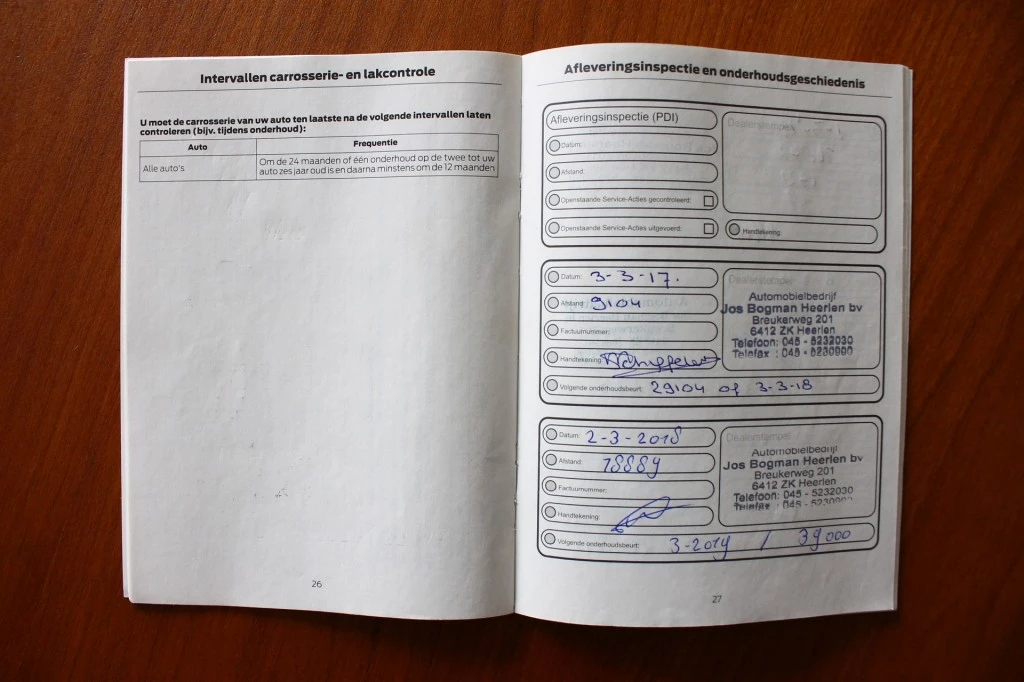 Intervallen carrosserie- en lakcontrole
U moet de carrosserie van uw auto ten laatste na de volgende intervallen laten
controleren (bijv. tijdens onderhoud):
Auto Frequentie
Alle auto's
Om de 24 maanden of één onderhoud op de twee tot uw
auto zes jaar oud is en daarna minstens om de 12 maanden
26
Afleveringsinspectie en onderhoudsgeschiedenis
Afleveringsinspectie (PDI)
Datum:
Afstand:
Openstaande Service-Acties gecontroleerd:
Openstaande Service-Acties uitgevoerd:
Dealerstempel
Handtekening:
Datum: 3-3-17.
Afstand: 9104
Factuurnummer:
Handtekening:
Volgende onderhoudsbeurt: 29104 of 3-3-18
Dealerstempel
Automobielbedrijf
Jos Bogman Heerlen bv
Breukerweg 201
6412 ZK Heerlen
Telefoon: 045 - 5232030
Telefax : 045 - 5230900
Datum: 2-3-2018
Afstand: 18889
Factuurnummer:
Handtekening:
Volgende onderhoudsbeurt: 3-2019 / 39000
Dealerstempel
Automobielbedrijf
Jos Bogman Heerlen bv
Breukerweg 201
6412 ZK Heerlen
Telefoon: 045 - 5232030
Telefax : 045 -
27